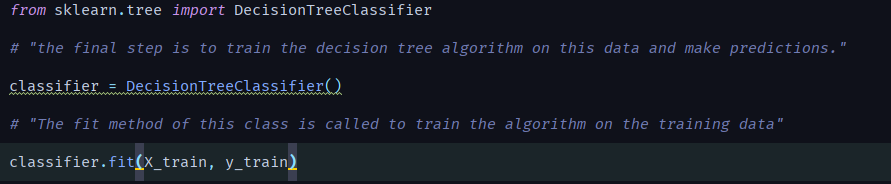 from sklearn.tree import DecisionTreeClassifier
# "the final step is to train the decision tree algorithm on this data and make predictions."
classifier = DecisionTreeClassifier()
# "The fit method of this class is called to train the algorithm on the training data"
classifier.fit(X_train, y_train)